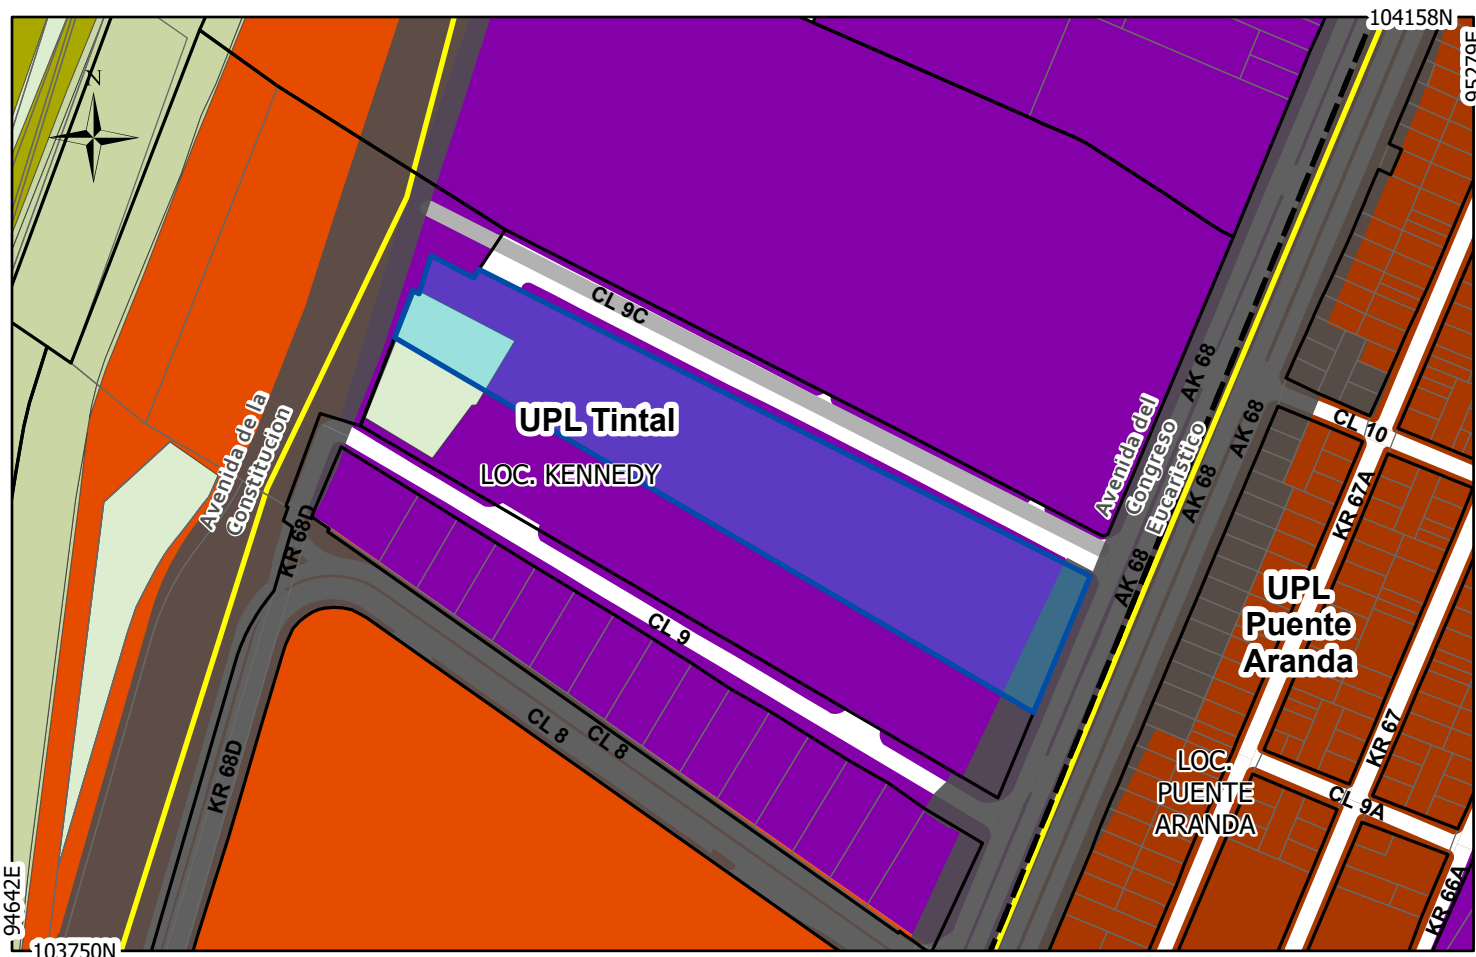 104158N
95279E
N
CL 9C
AK 68
Avenida del
Congreso
Eucaristico
AK 68
AK 68
AK 68
CL 10
KR 67A
UPL Tintal
LOC. KENNEDY
Avenida de la
Constitucion
KR 68D
CL 9
UPL
Puente
Aranda
CL 8
CL 8
KR 68D
KR 67
LOC.
PUENTE
ARANDA
CL 9A
KR 66A
94642E
103750N